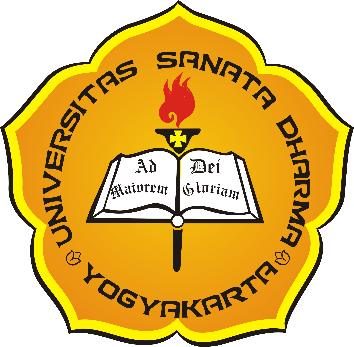 UNIVERSITAS SANATA DHARMA
Ad Dei
Maiorem Gloriam
YOGYAKARTA